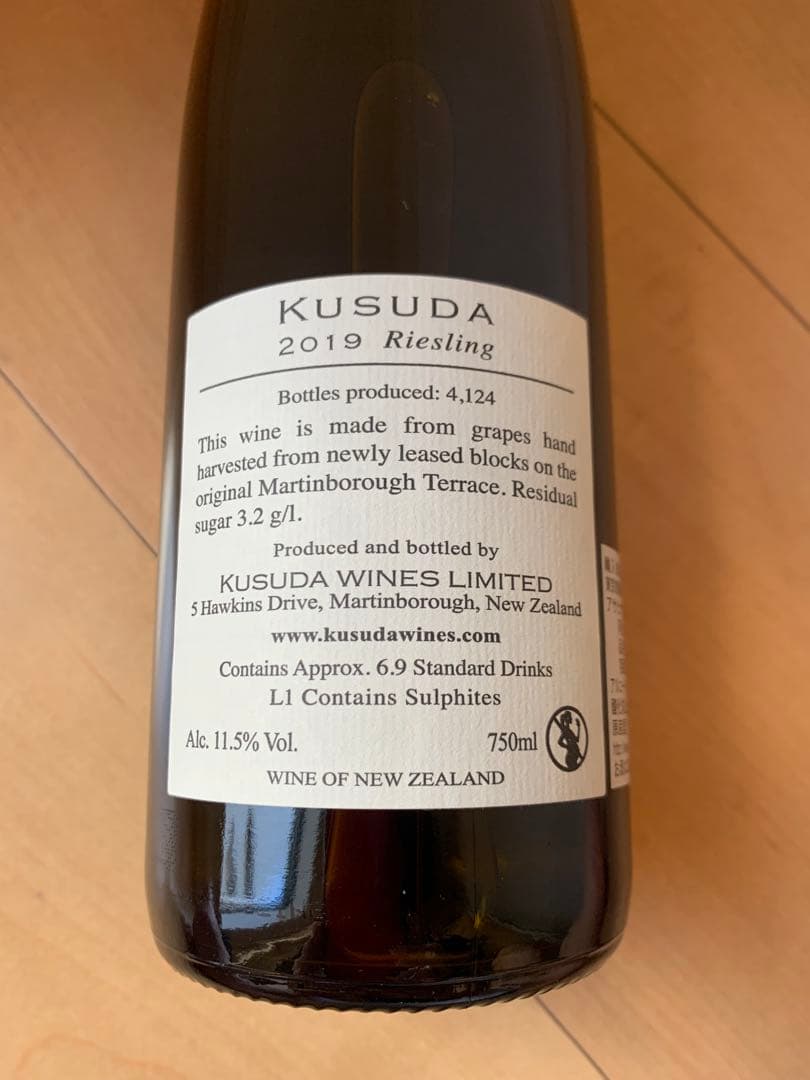 KUSUDA
2019 Riesling
Bottles produced: 4,124
This wine is made from grapes hand
harvested from newly leased blocks on the
original Martinborough Terrace. Residual
sugar 3.2 g/l.
Produced and bottled by
KUSUDA WINES LIMITED
5 Hawkins Drive, Martinborough, New Zealand
www.kusudawines.com
Contains Approx. 6.9 Standard Drinks
L1 Contains Sulphites
Alc. 11.5% Vol. 750ml
WINE OF NEW ZEALAND